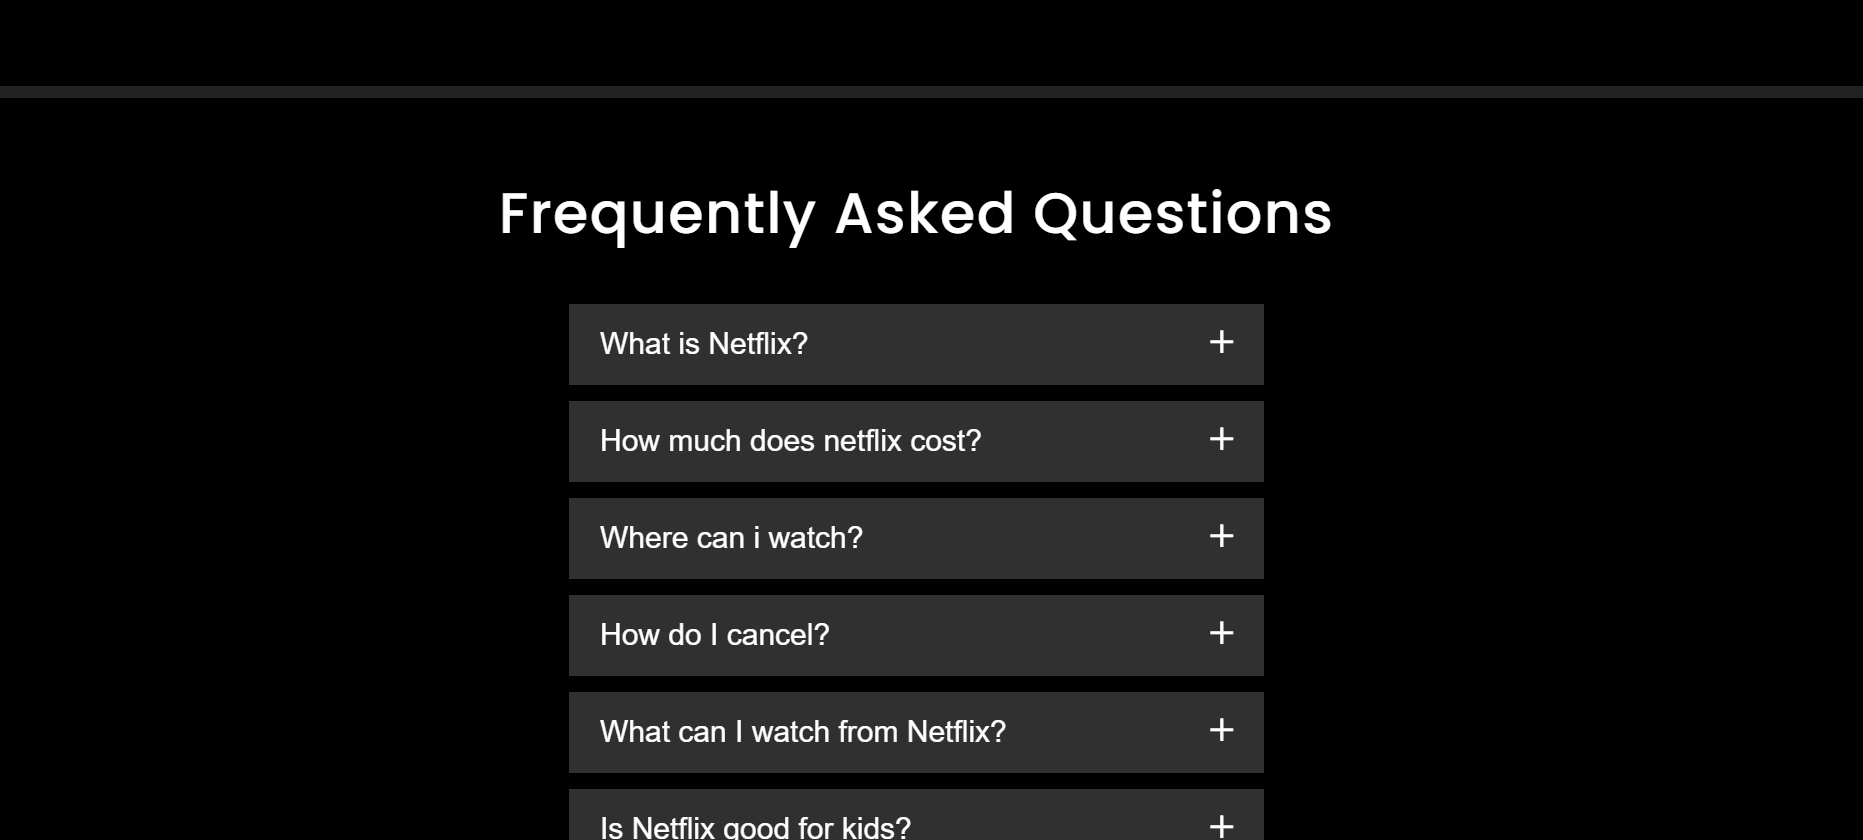 Frequently Asked Questions
What is Netflix?
How much does netflix cost?
Where can i watch?
How do I cancel?
What can I watch from Netflix?
Is Netflix good for kids?